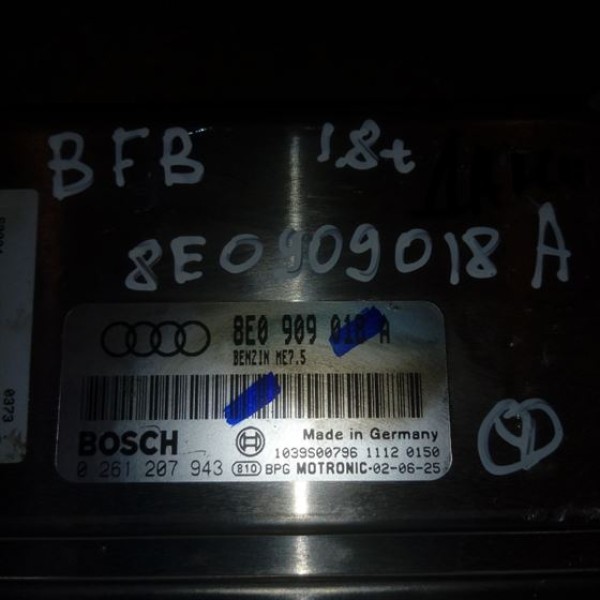 BFB 1.8t
8E0909018 A
8E0 909 018 A
BENZIN ME7.5
BOSCH
Made in Germany
1039S00796 1112 0150
0 261 207 943 810 BPG MOTRONIC·02-06-25
0373